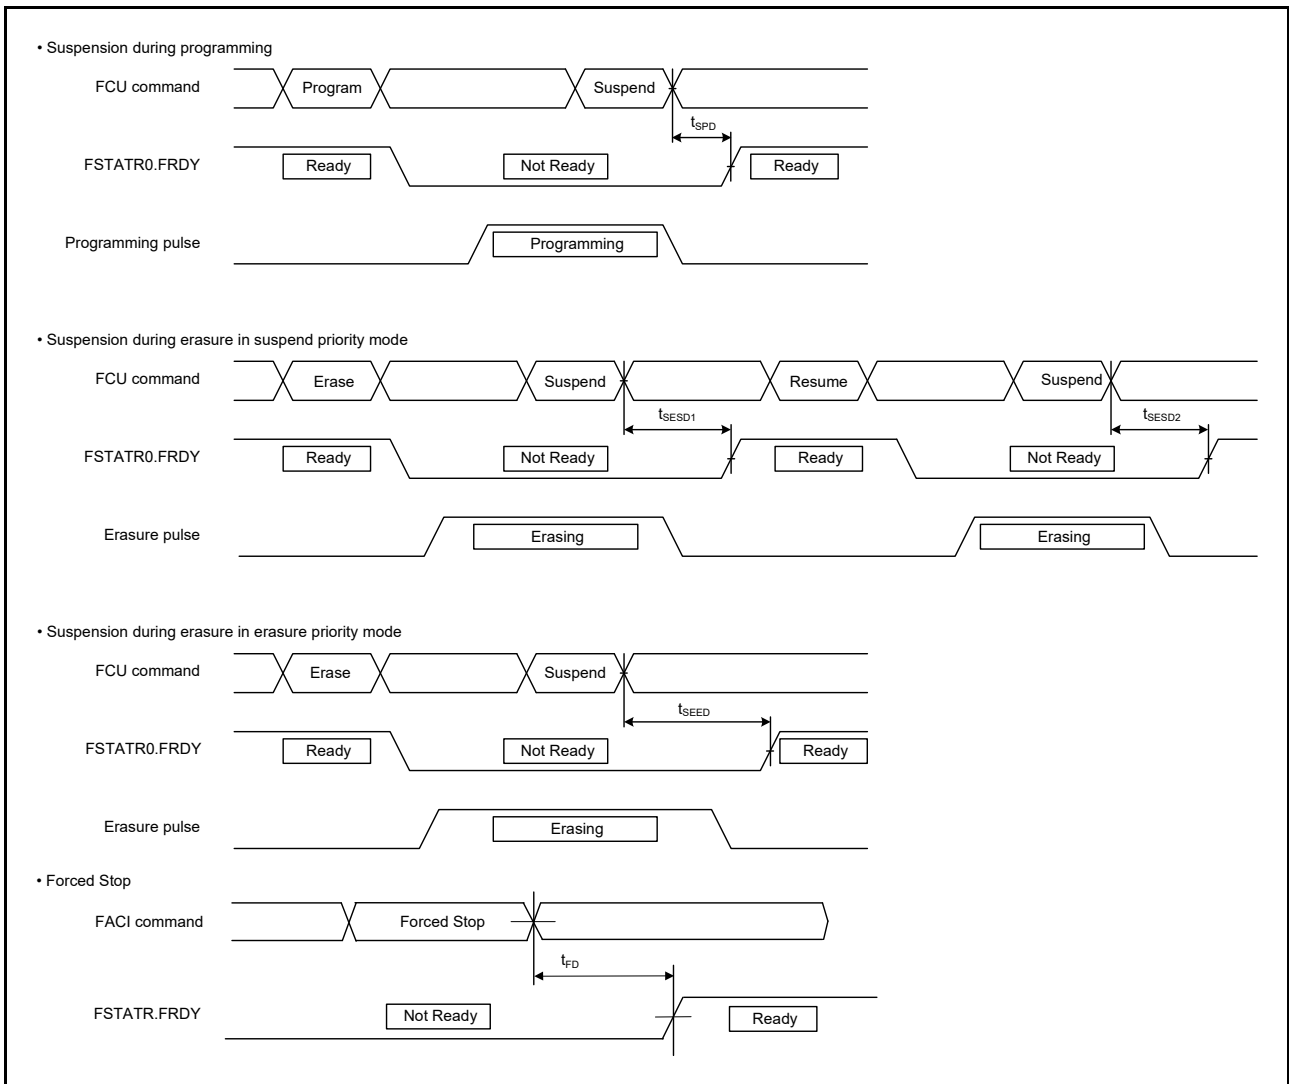 • Suspension during programming
FCU command Program Suspend
tSPD
FSTATR0.FRDY Ready Not Ready Ready
Programming pulse Programming
• Suspension during erasure in suspend priority mode
FCU command Erase Suspend Resume Suspend
tSESD1 tSESD2
FSTATR0.FRDY Ready Not Ready Ready Not Ready
Erasure pulse Erasing Erasing
• Suspension during erasure in erasure priority mode
FCU command Erase Suspend
tSEED
FSTATR0.FRDY Ready Not Ready Ready
Erasure pulse Erasing
• Forced Stop
FACI command Forced Stop
tFD
FSTATR.FRDY Not Ready Ready